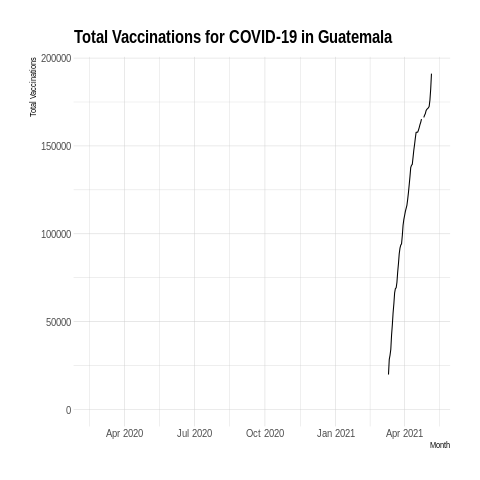 Total Vaccinations for COVID-19 in Guatemala
Total Vaccinations
200000
150000
100000
50000
0
Apr 2020 Jul 2020 Oct 2020 Jan 2021 Apr 2021
Month